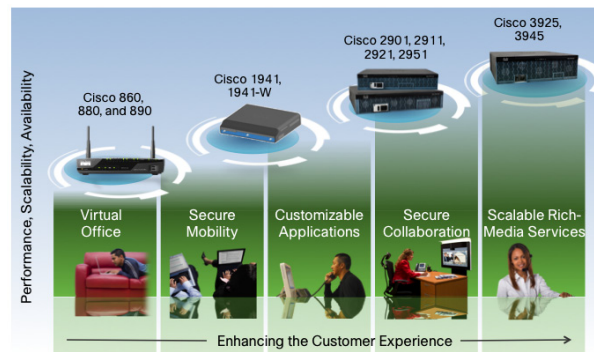 Performance, Scalability, Availability
Cisco 860,
880, and 890
Cisco 1941,
1941-W
Cisco 2901, 2911,
2921, 2951
Cisco 3925,
3945
Virtual
Office
Secure
Mobility
Customizable
Applications
Secure
Collaboration
Scalable Rich-
Media Services
Enhancing the Customer Experience